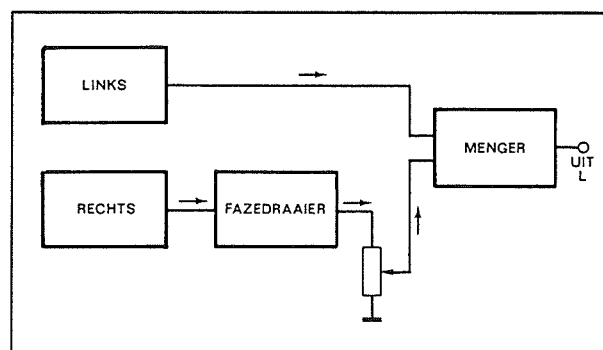 LINKS
MENGER
UIT
L
RECHTS
FAZEDRAAIER